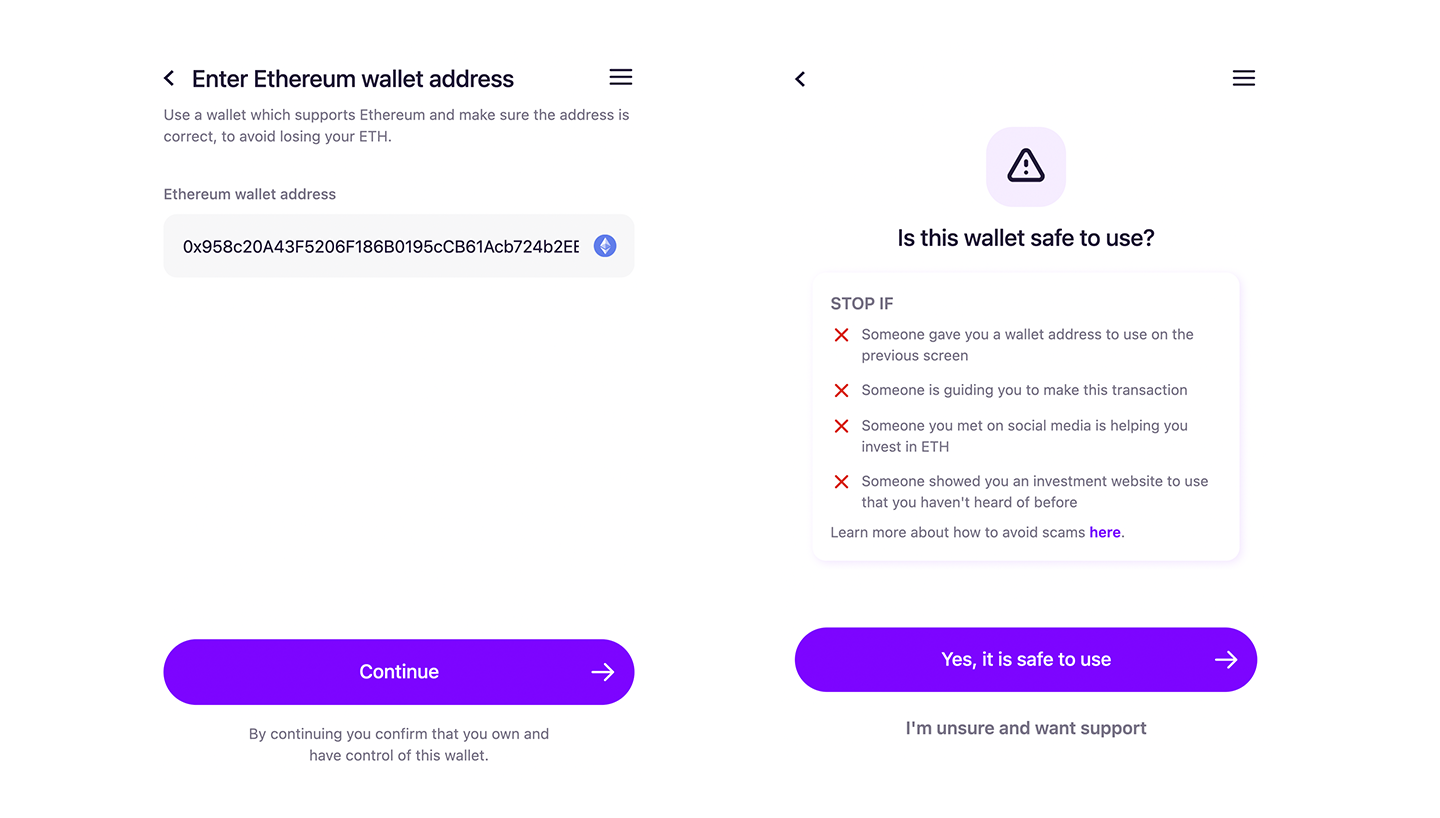 Enter Ethereum wallet address
Use a wallet which supports Ethereum and make sure the address is
correct, to avoid losing your ETH.
Ethereum wallet address
0x958c20A43F5206F186B0195cCB61Acb724b2EE
Continue
By continuing you confirm that you own and
have control of this wallet.
Is this wallet safe to use?
STOP IF
Someone gave you a wallet address to use on the
previous screen
Someone is guiding you to make this transaction
Someone you met on social media is helping you
invest in ETH
Someone showed you an investment website to use
that you haven't heard of before
Learn more about how to avoid scams here.
Yes, it is safe to use
I'm unsure and want support